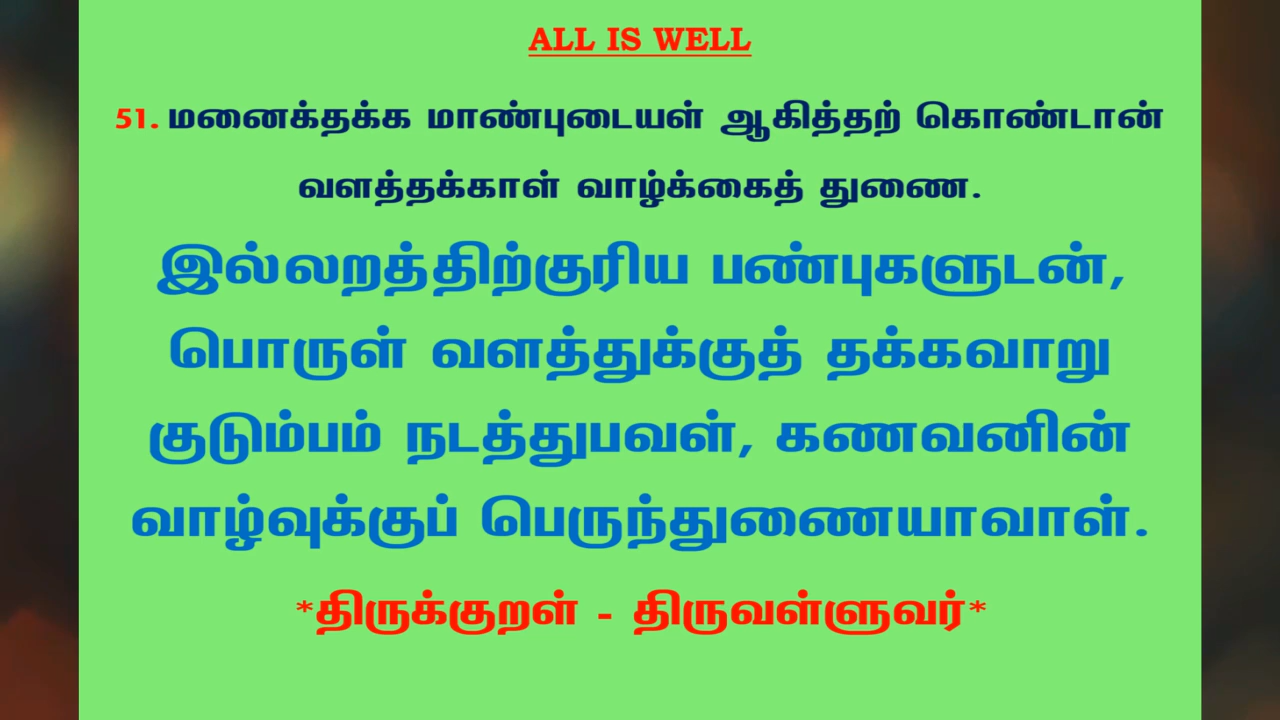 ALL IS WELL
51. மனைக்தக்க மாண்புடையள் ஆகித்தற் கொண்டான்
வளத்தக்காள் வாழ்க்கைத் துணை.
இல்லறத்திற்குரிய பண்புகளுடன்,
பொருள் வளத்துக்குத் தக்கவாறு
குடும்பம் நடத்துபவள், கணவனின்
வாழ்வுக்குப் பெருந்துணையாவாள்.
*திருக்குறள் - திருவள்ளுவர்*